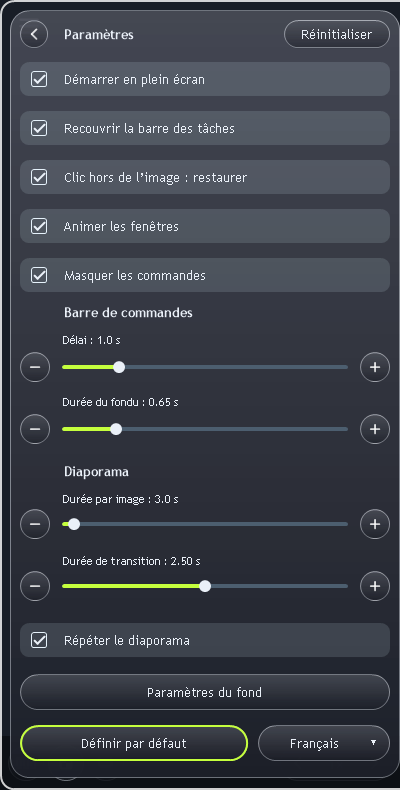 Paramètres
Réinitialiser
Démarrer en plein écran
Recouvrir la barre des tâches
Clic hors de l’image : restaurer
Animer les fenêtres
Masquer les commandes
Barre de commandes
Délai : 1.0 s
Durée du fondu : 0.65 s
Diaporama
Durée par image : 3.0 s
Durée de transition : 2.50 s
Répéter le diaporama
Paramètres du fond
Définir par défaut
Français